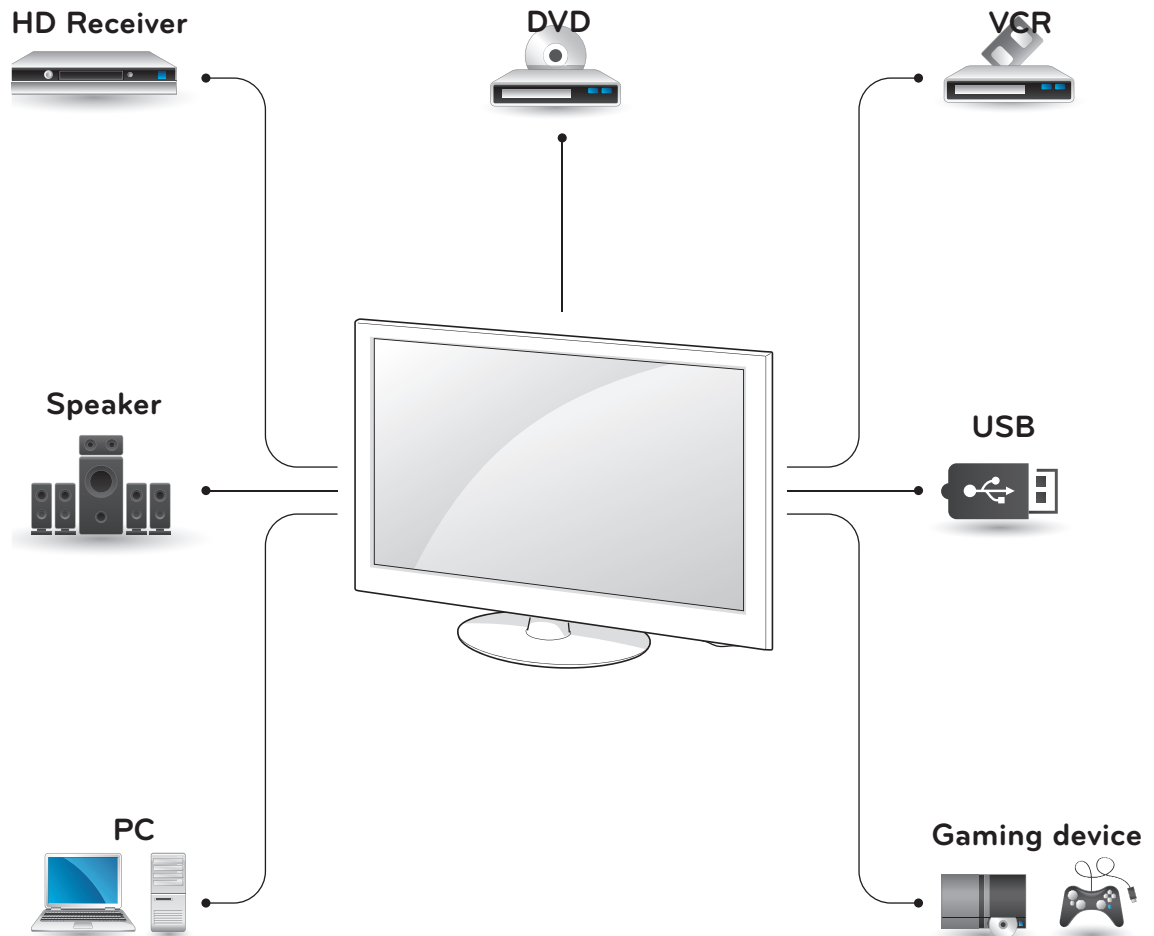 HD Receiver
DVD
VCR
Speaker
USB
PC
Gaming device